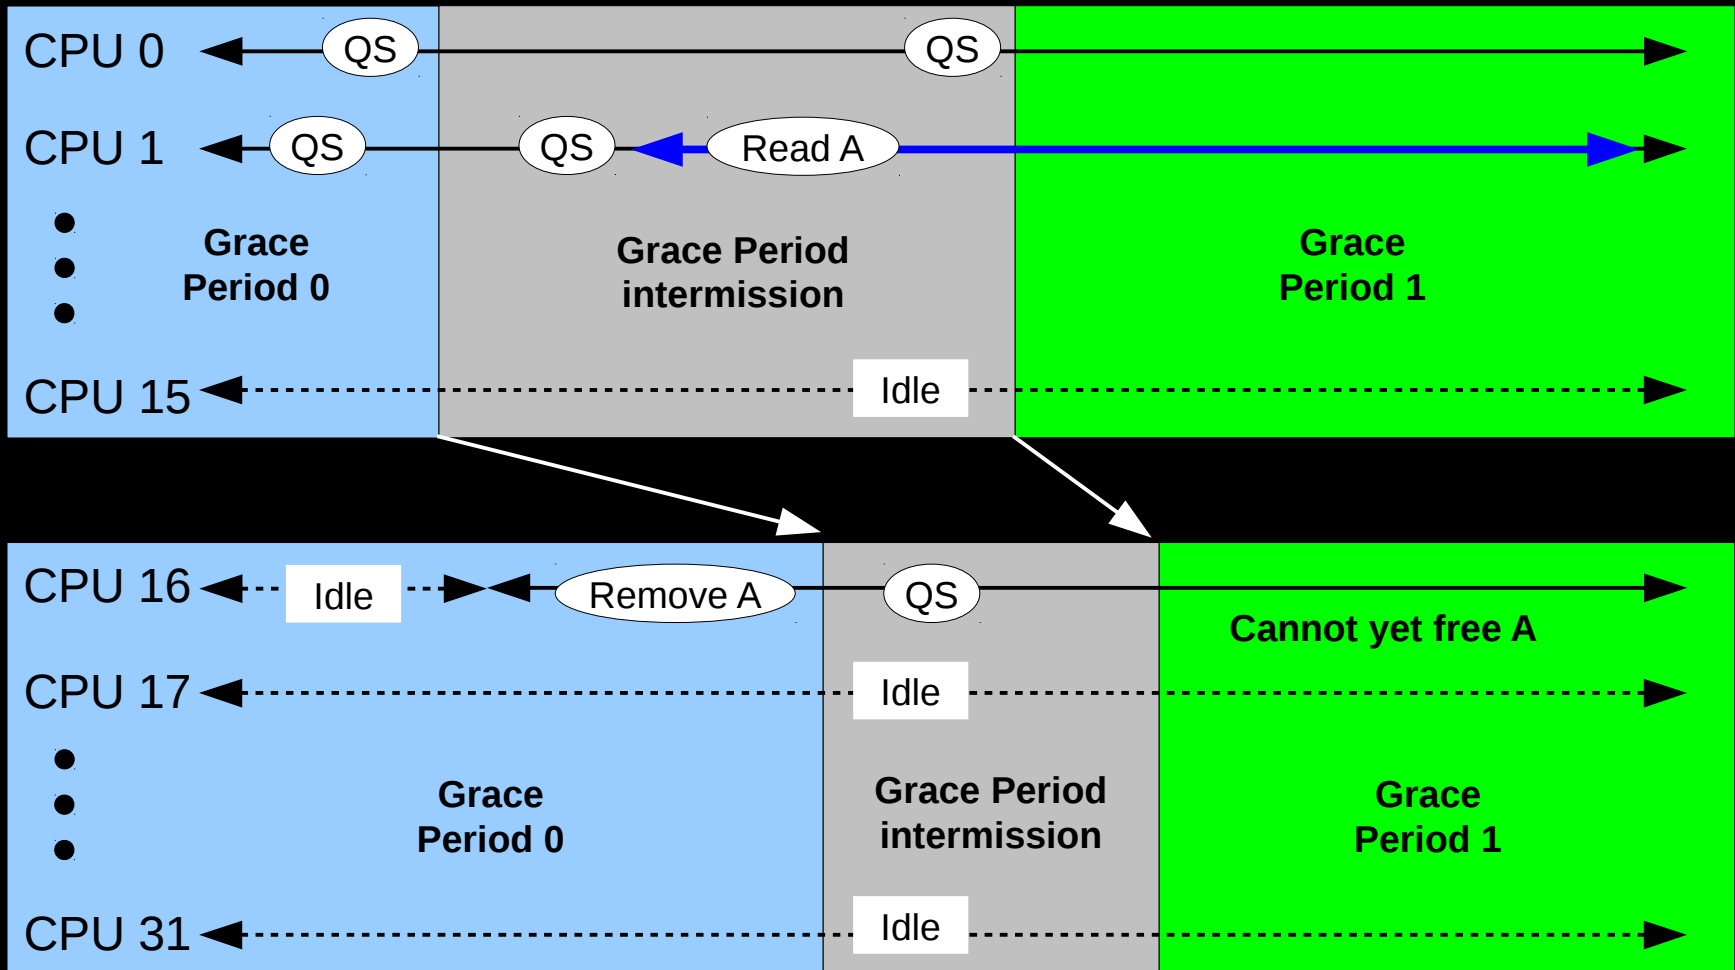 CPU 0
QS
QS
CPU 1
QS
QS
Read A
Grace
Period 0
Grace Period
intermission
Grace
Period 1
CPU 15
Idle
CPU 16
Idle
Remove A
QS
Cannot yet free A
CPU 17
Idle
Grace
Period 0
Grace Period
intermission
Grace
Period 1
CPU 31
Idle